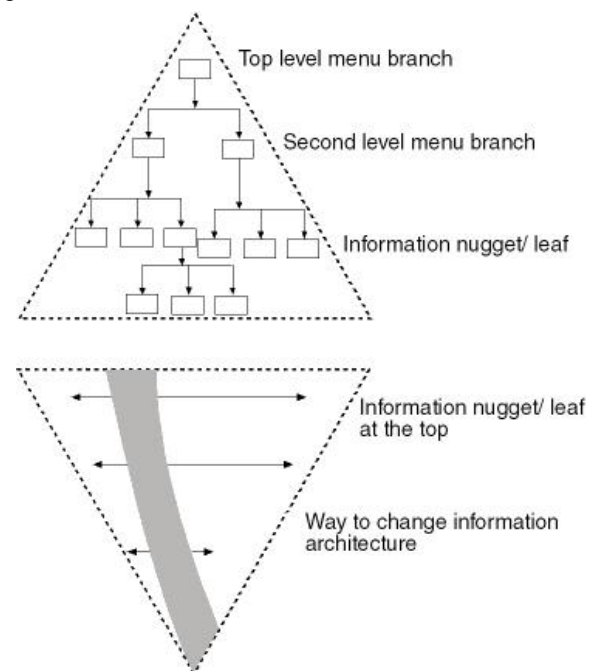 Top level menu branch
Second level menu branch
Information nugget/ leaf
Information nugget/ leaf
at the top
Way to change information
architecture